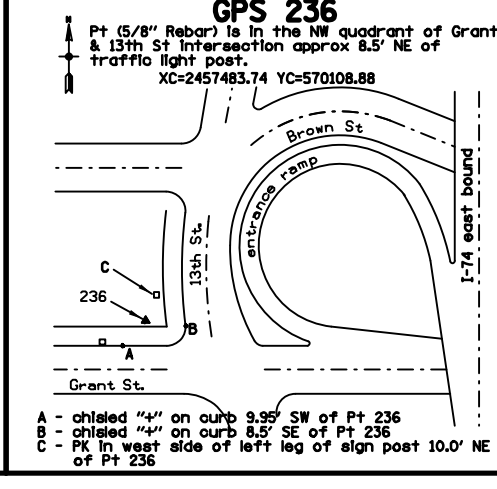 GPS 236
N
Pt (5/8" Rebar) is in the NW quadrant of Grant
& 13th St intersection approx 8.5' NE of
traffic light post.
XC=2457483.74 YC=570108.88
Brown St
entrance ramp
I-74 east bound
13th St.
C
236
B
A
Grant St.
A - chisled "+" on curb 9.95' SW of Pt 236
B - chisled "+" on curb 8.5' SE of Pt 236
C - PK in west side of left leg of sign post 10.0' NE
of Pt 236